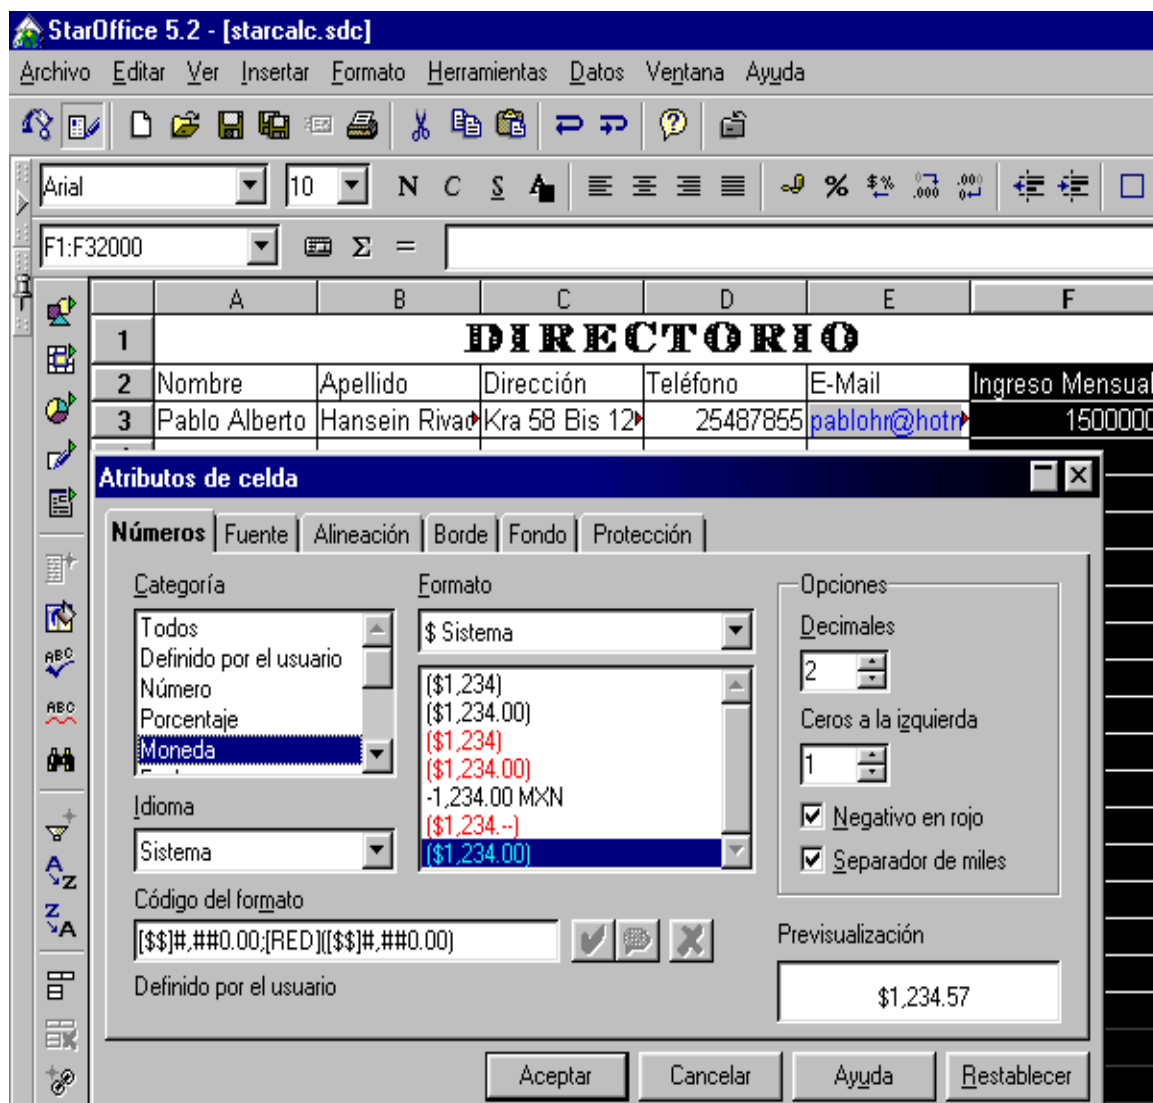 StarOffice 5.2 - [starcalc.sdc]
Archivo Editar Ver Insertar Formato Herramientas Datos Ventana Ayuda
Arial 10 N C S A % $% .000 .000
F1:F32000 Σ =
A B C D E F
1 DIRECTORIO
2 Nombre Apellido Dirección Teléfono E-Mail Ingreso Mensual
3 Pablo Alberto Hansein Rivad Kra 58 Bis 12 25487855 pablohr@hotm 1500000
Atributos de celda
Números Fuente Alineación Borde Fondo Protección
Categoría Formato Opciones
Todos
Definido por el usuario
Número
Porcentaje
Moneda
$ Sistema
($1,234)
($1,234.00)
($1,234)
($1,234.00)
-1,234.00 MXN
($1,234.--)
($1,234.00)
Decimales
2
Ceros a la izquierda
1
Negativo en rojo
Separador de miles
Idioma
Sistema
Código del formato
[$$]#,##0.00;[RED]([$$]#,##0.00)
Definido por el usuario
Previsualización
$1,234.57
Aceptar Cancelar Ayuda Restablecer